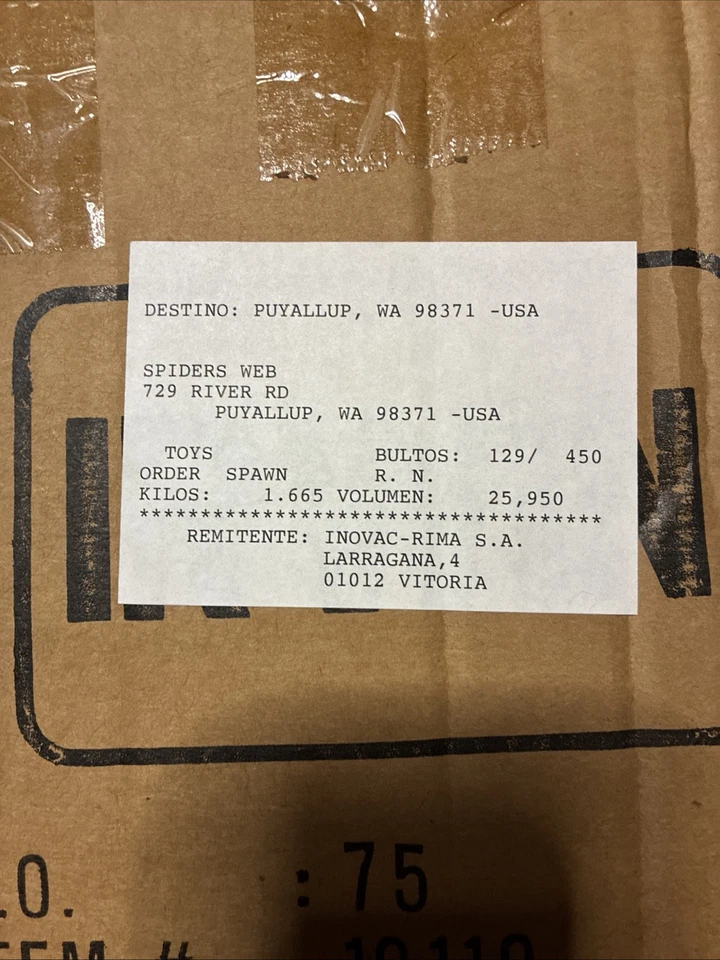 DESTINO: PUYALLUP, WA 98371 -USA
SPIDERS WEB
729 RIVER RD
PUYALLUP, WA 98371 -USA
TOYS BULTOS: 129/ 450
ORDER SPAWN R. N.
KILOS: 1.665 VOLUMEN: 25,950
***************************************
REMITENTE: INOVAC-RIMA S.A.
LARRAGANA,4
01012 VITORIA
.O. : 75